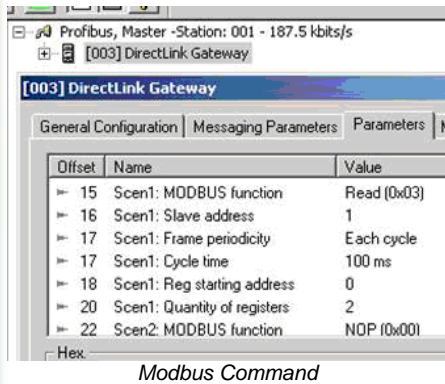 Profibus, Master -Station: 001 - 187.5 kbits/s
[003] DirectLink Gateway
[003] DirectLink Gateway
General Configuration Messaging Parameters Parameters
Offset Name Value
15 Scen1: MODBUS function Read (0x03)
16 Scen1: Slave address 1
17 Scen1: Frame periodicity Each cycle
17 Scen1: Cycle time 100 ms
18 Scen1: Reg starting address 0
20 Scen1: Quantity of registers 2
22 Scen2: MODBUS function NOP (0x00)
Hex.
Modbus Command